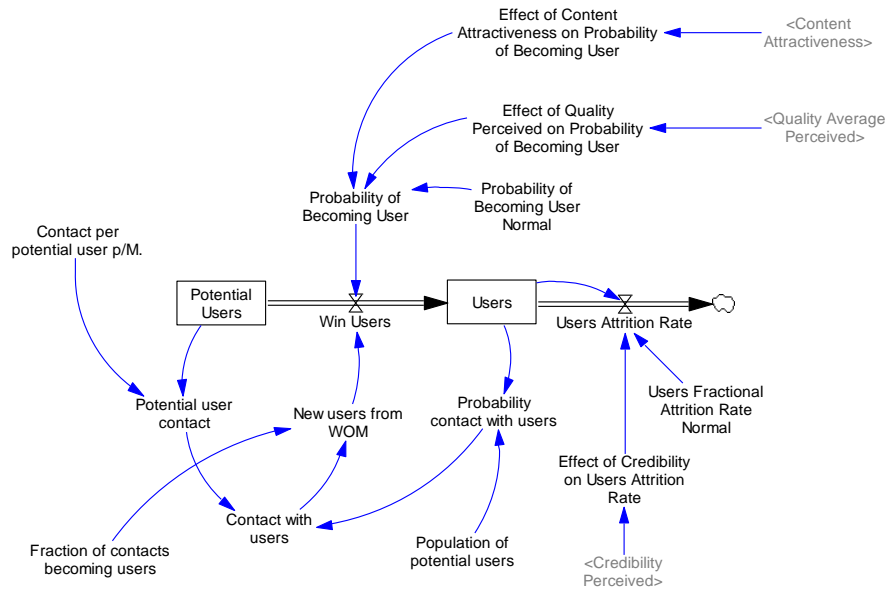 Effect of Content
Attractiveness on Probability
of Becoming User
<Content
Attractiveness>
Effect of Quality
Perceived on Probability
of Becoming User
<Quality Average
Perceived>
Probability of
Becoming User
Probability of
Becoming User
Normal
Contact per
potential user p/M.
Potential
Users
Win Users
Users
Users Attrition Rate
Potential user
contact
New users from
WOM
Probability
contact with users
Users Fractional
Attrition Rate
Normal
Effect of Credibility
on Users Attrition
Rate
Contact with
users
Fraction of contacts
becoming users
Population of
potential users
<Credibility
Perceived>